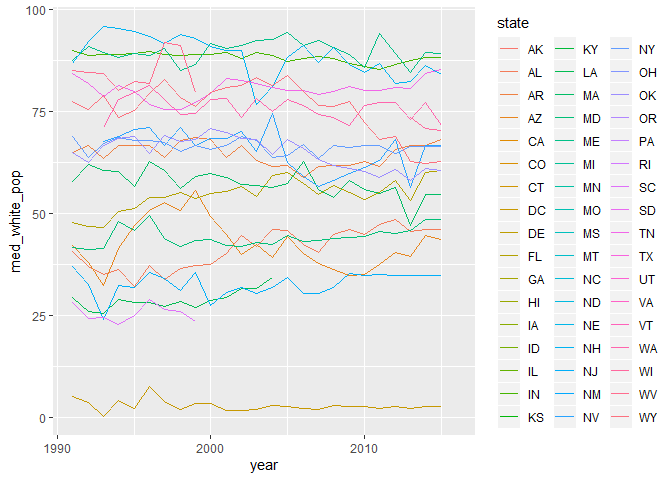 100
75
50
25
0
med_white_pop
1990
2000
2010
year
state
AK KY NY
AL LA OH
AR MA OK
AZ MD OR
CA ME PA
CO MI RI
CT MN SC
DC MO SD
DE MS TN
FL MT TX
GA NC UT
HI ND VA
IA NE VT
ID NH WA
IL NJ WI
IN NM WV
KS NV WY